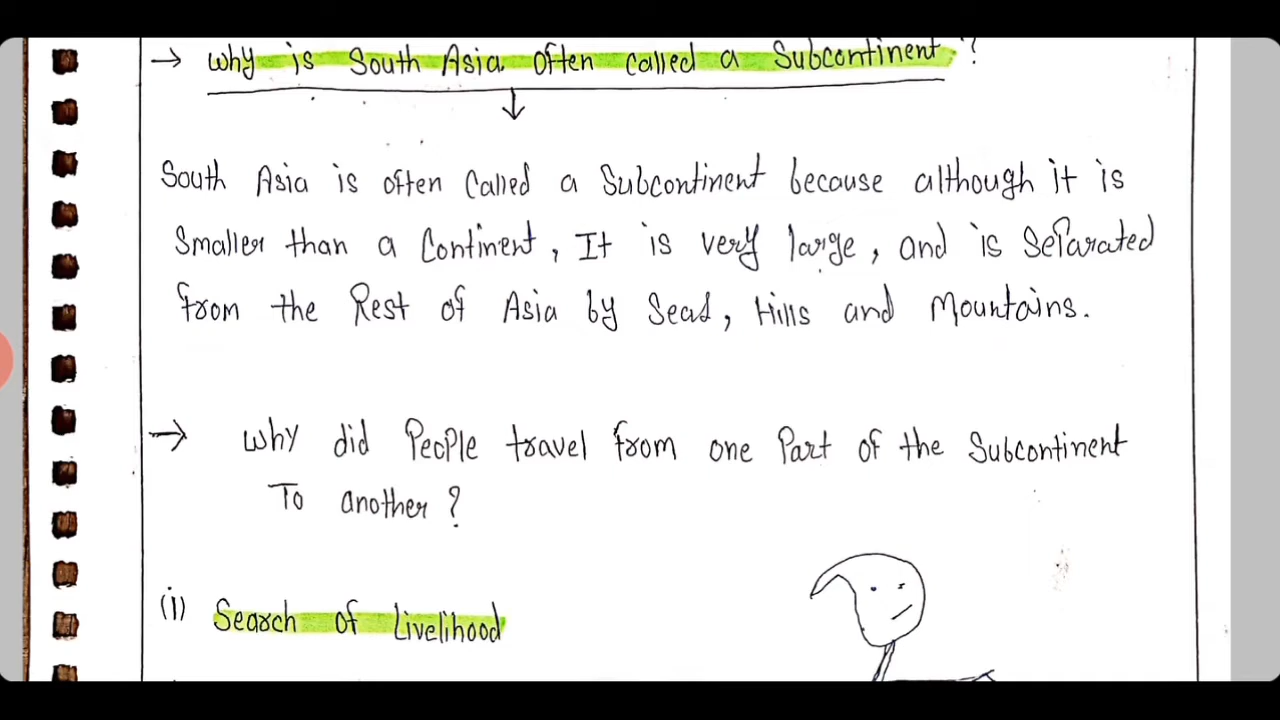 → Why is South Asia often called a Subcontinent ?
South Asia is often Called a Subcontinent because although it is
Smaller than a Continent, It is very large, and is Separated
from the Rest of Asia by Seas, Hills and Mountains.
→ Why did People travel from one Part of the Subcontinent
To another ?
(i) Search of Livelihood